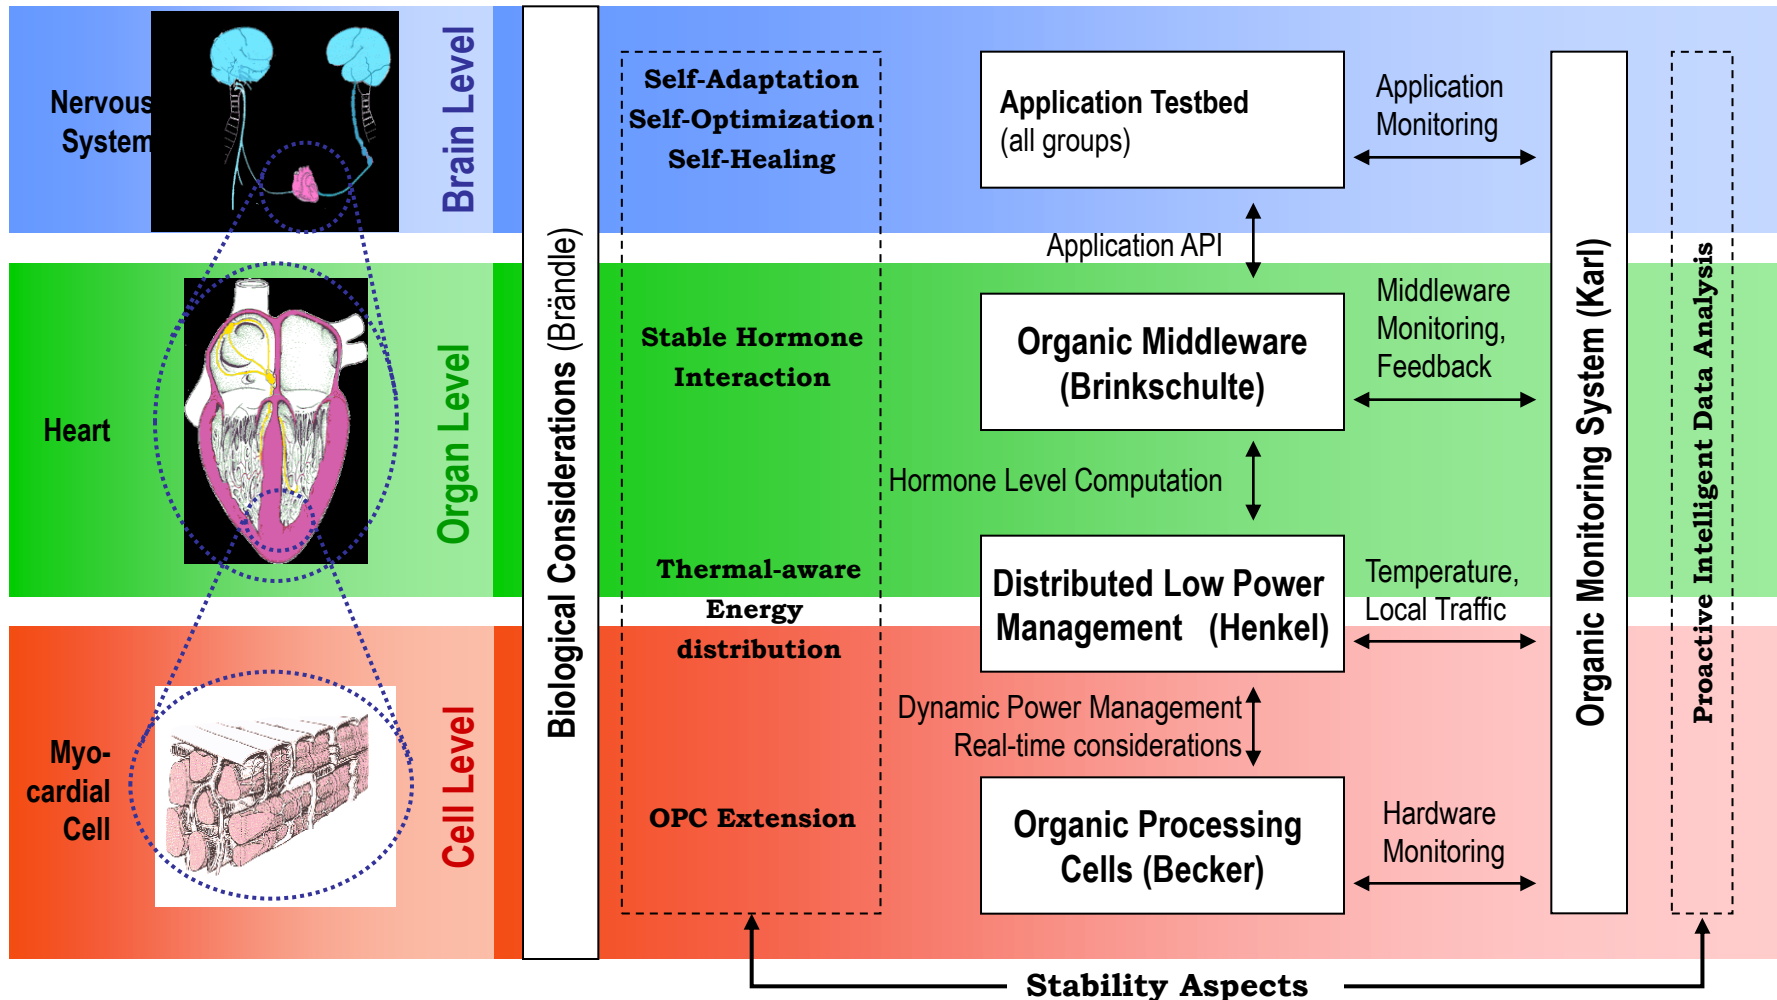 Nervous
System
Brain Level
Heart
Organ Level
Myo-
cardial
Cell
Cell Level
Biological Considerations (Brändle)
Self-Adaptation
Self-Optimization
Self-Healing
Stable Hormone
Interaction
Thermal-aware
Energy
distribution
OPC Extension
Application Testbed
(all groups)
Application API
Organic Middleware
(Brinkschulte)
Hormone Level Computation
Distributed Low Power
Management (Henkel)
Dynamic Power Management
Real-time considerations
Organic Processing
Cells (Becker)
Application
Monitoring
Middleware
Monitoring,
Feedback
Temperature,
Local Traffic
Hardware
Monitoring
Organic Monitoring System (Karl)
Proactive Intelligent Data Analysis
Stability Aspects